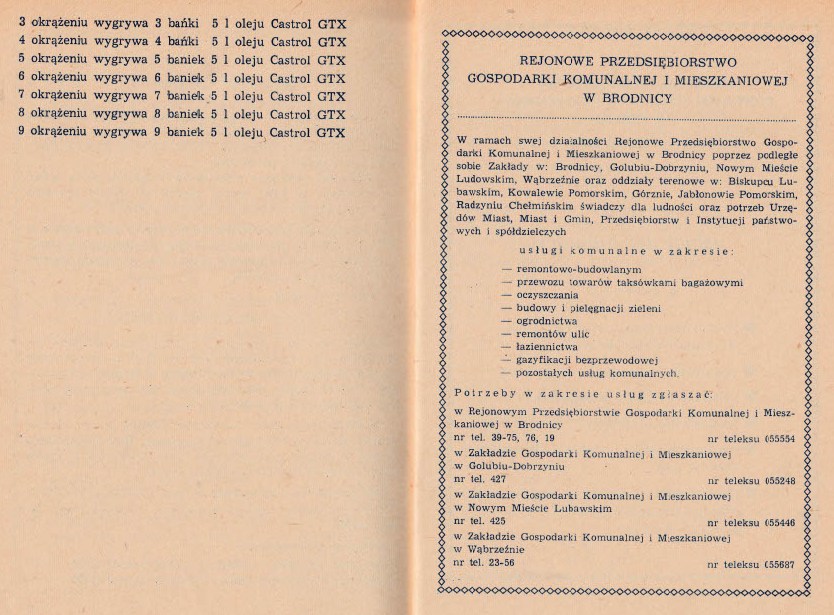 3 okrążeniu wygrywa 3 bańki 5 l oleju Castrol GTX
4 okrążeniu wygrywa 4 bańki 5 l oleju Castrol GTX
5 okrążeniu wygrywa 5 baniek 5 l oleju Castrol GTX
6 okrążeniu wygrywa 6 baniek 5 l oleju Castrol GTX
7 okrążeniu wygrywa 7 baniek 5 l oleju Castrol GTX
8 okrążeniu wygrywa 8 baniek 5 l oleju Castrol GTX
9 okrążeniu wygrywa 9 baniek 5 l oleju Castrol GTX
REJONOWE PRZEDSIĘBIORSTWO
GOSPODARKI KOMUNALNEJ I MIESZKANIOWEJ
W BRODNICY
W ramach swej działalności Rejonowe Przedsiębiorstwo Gospo-
darki Komunalnej i Mieszkaniowej w Brodnicy poprzez podległe
sobie Zakłady w: Brodnicy, Golubiu-Dobrzyniu, Nowym Mieście
Ludowskim, Wąbrzeźnie oraz oddziały terenowe w: Biskupcu Lu-
bawskim, Kowalewie Pomorskim, Górznie, Jabłonowie Pomorskim,
Radzyniu Chełmińskim świadczy dla ludności oraz potrzeb Urzę-
dów Miast, Miast i Gmin, Przedsiębiorstw i Instytucji państwo-
wych i spółdzielczych
usługi komunalne w zakresie:
— remontowo-budowlanym
— przewozu towarów taksówkami bagażowymi
— oczyszczania
— budowy i pielęgnacji zieleni
— ogrodnictwa
— remontów ulic
— łaziennictwa
— gazyfikacji bezprzewodowej
— pozostałych usług komunalnych.
Potrzeby w zakresie usług zgłaszać:
w Rejonowym Przedsiębiorstwie Gospodarki Komunalnej i Miesz-
kaniowej w Brodnicy
nr tel. 39-75, 76, 19 nr teleksu 055554
w Zakładzie Gospodarki Komunalnej i Mieszkaniowej
w Golubiu-Dobrzyniu
nr tel. 427 nr teleksu 055248
w Zakładzie Gospodarki Komunalnej i Mieszkaniowej
w Nowym Mieście Lubawskim
nr tel. 425 nr teleksu 055446
w Zakładzie Gospodarki Komunalnej i Mieszkaniowej
w Wąbrzeźnie
nr tel. 23-56 nr teleksu 055687